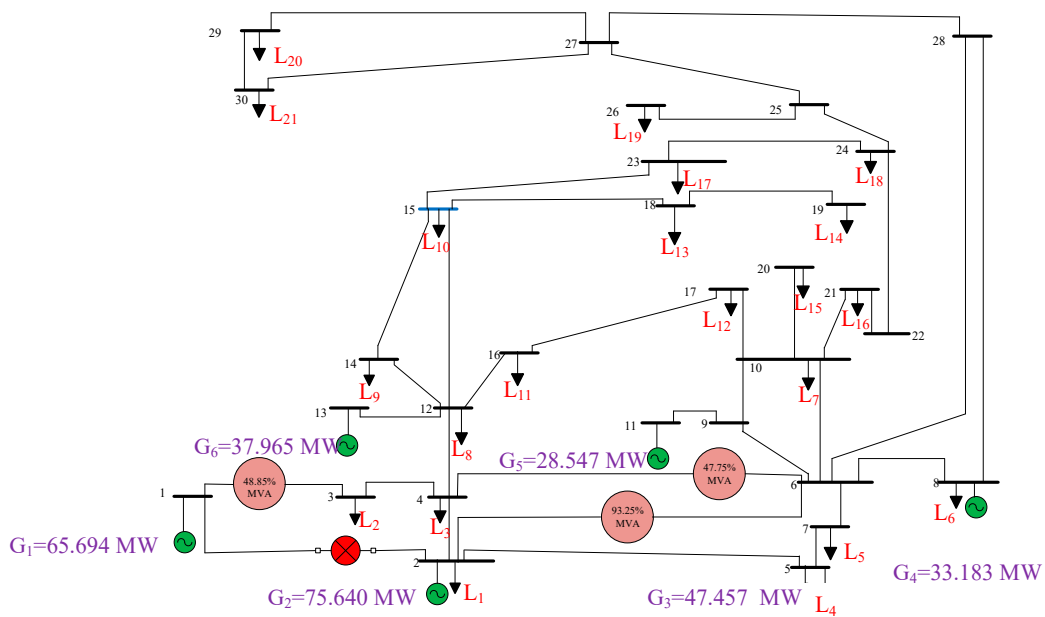 29
L20
27
28
30
L21
26
L19
25
24
L18
23
L17
15
L10
18
L13
19
L14
20
L15
17
L12
21
L16
22
14
L9
16
L11
10
L7
13
12
L8
11
9
G6=37.965 MW
G5=28.547 MW
48.85%
MVA
47.75%
MVA
1
3
L2
4
L3
6
8
L6
93.25%
MVA
7
L5
G1=65.694 MW
2
L1
5
L4
G2=75.640 MW
G3=47.457 MW
G4=33.183 MW